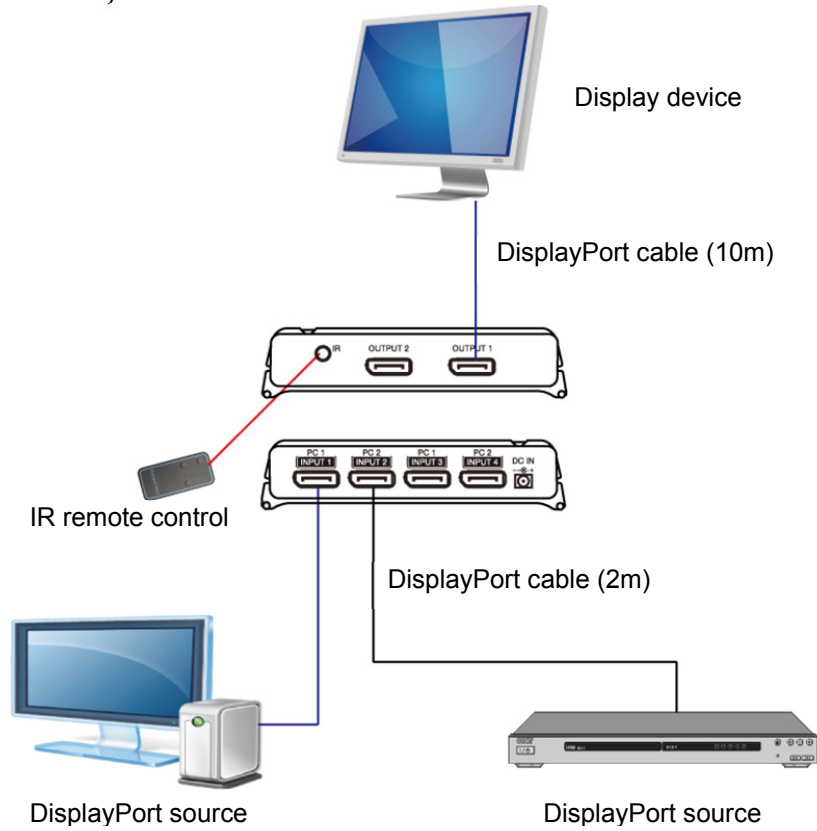 Display device
DisplayPort cable (10m)
IR
OUTPUT 2
OUTPUT 1
PC 1
PC 2
PC 1
PC 2
DC IN
INPUT 1
INPUT 2
INPUT 3
INPUT 4
IR remote control
DisplayPort cable (2m)
DisplayPort source
DisplayPort source